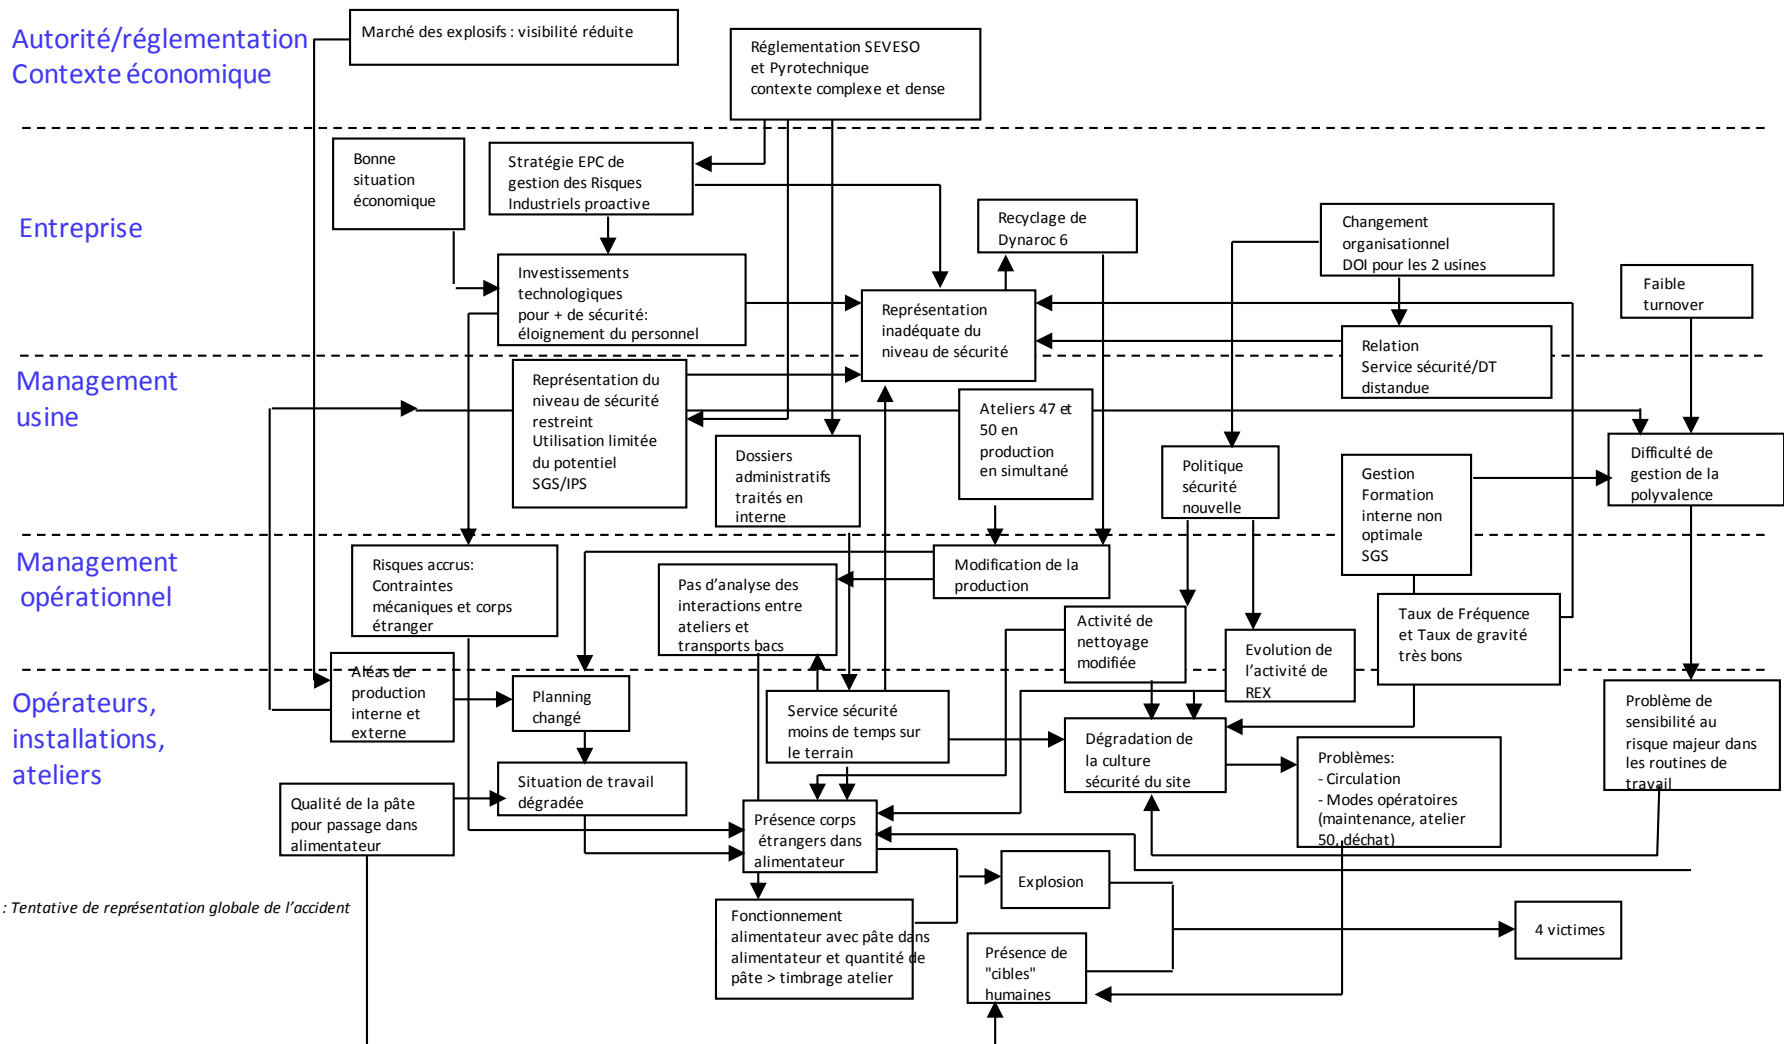 Autorité/réglementation
Contexte économique
Marché des explosifs : visibilité réduite
Réglementation SEVESO
et Pyrotechnique
contexte complexe et dense
Entreprise
Bonne
situation
économique
Stratégie EPC de
gestion des Risques
Industriels proactive
Recyclage de
Dynaroc 6
Changement
organisationnel
DOI pour les 2 usines
Investissements
technologiques
pour + de sécurité:
éloignement du personnel
Représentation
inadéquate du
niveau de sécurité
Faible
turnover
Relation
Service sécurité/DT
distandue
Management
usine
Représentation du
niveau de sécurité
restreint
Utilisation limitée
du potentiel
SGS/IPS
Dossiers
administratifs
traités en
interne
Ateliers 47 et
50 en
production
en simultané
Politique
sécurité
nouvelle
Gestion
Formation
interne non
optimale
SGS
Difficulté de
gestion de la
polyvalence
Management
opérationnel
Risques accrus:
Contraintes
mécaniques et corps
étranger
Pas d’analyse des
interactions entre
ateliers et
transports bacs
Modification de la
production
Activité de
nettoyage
modifiée
Evolution de
l’activité de
REX
Taux de Fréquence
et Taux de gravité
très bons
Opérateurs,
installations,
ateliers
Aléas de
production
interne et
externe
Planning
changé
Service sécurité
moins de temps sur
le terrain
Dégradation de
la culture
sécurité du site
Problèmes:
- Circulation
- Modes opératoires
(maintenance, atelier
50, déchat)
Problème de
sensibilité au
risque majeur dans
les routines de
travail
Situation de travail
dégradée
Qualité de la pâte
pour passage dans
alimentateur
Présence corps
étrangers dans
alimentateur
Explosion
: Tentative de représentation globale de l’accident
Fonctionnement
alimentateur avec pâte dans
alimentateur et quantité de
pâte > timbrage atelier
Présence de
"cibles"
humaines
4 victimes